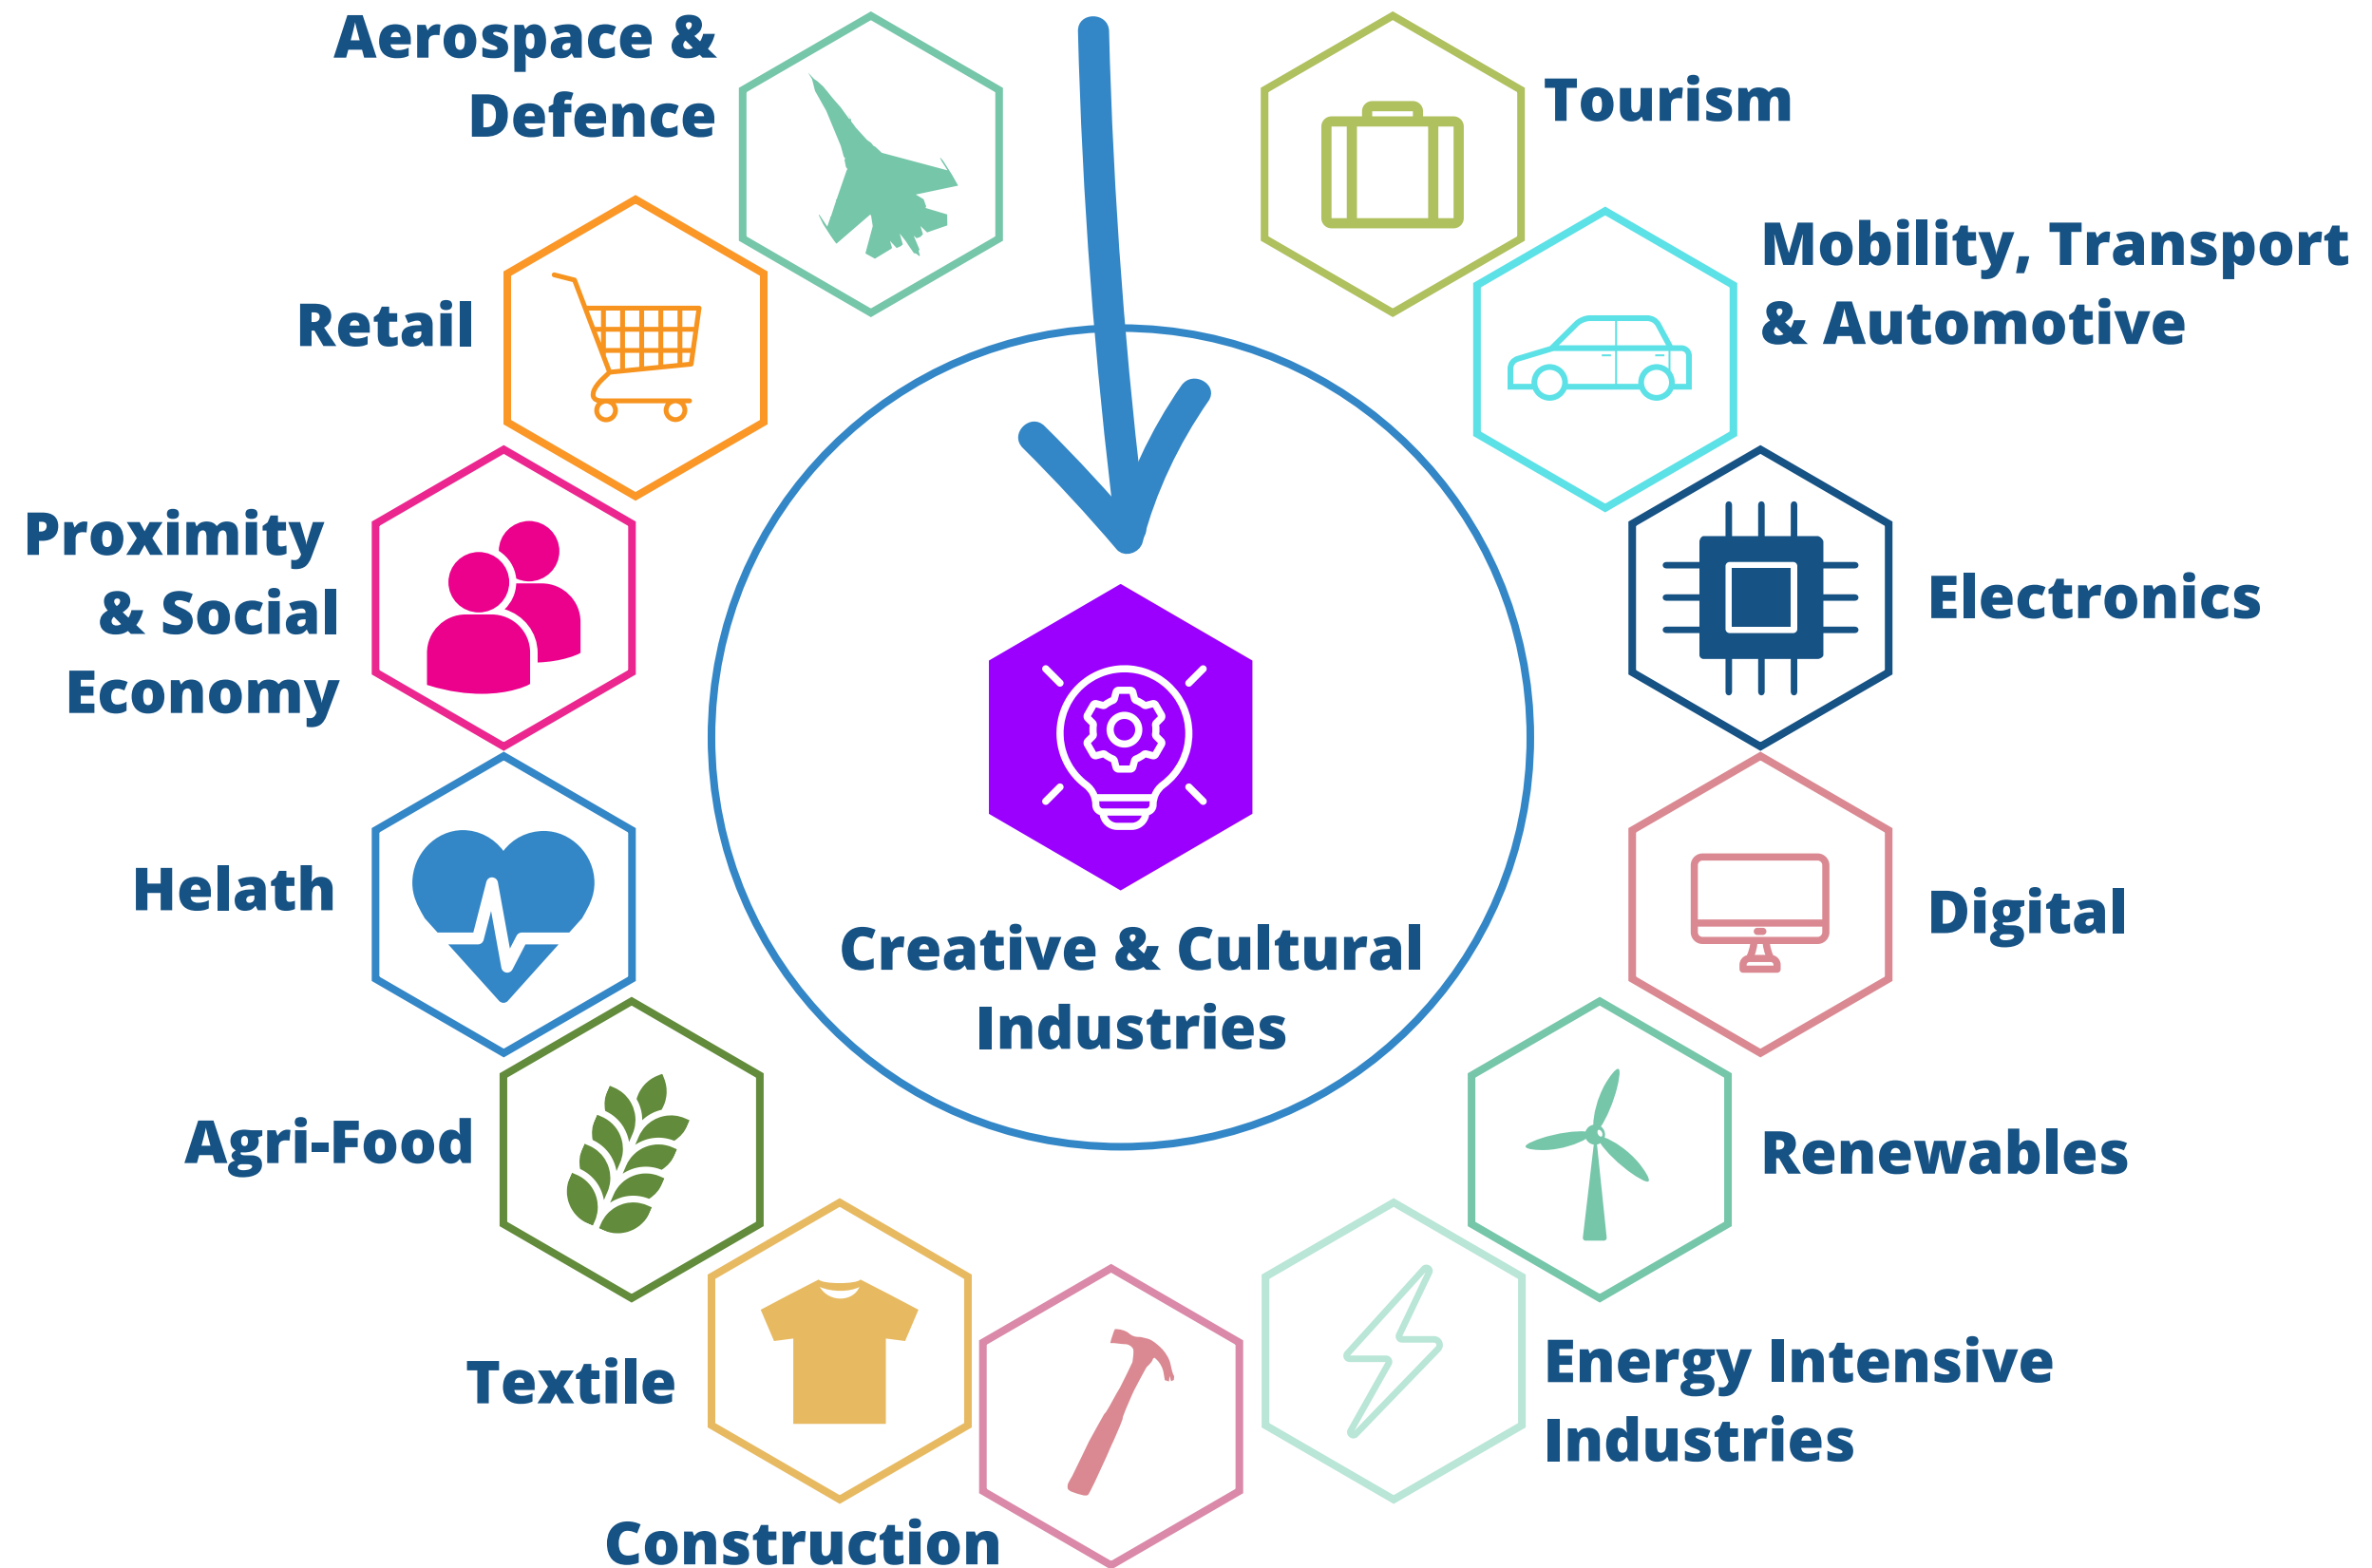 Aerospace &
Defence
Tourism
Mobility, Transport
& Automotive
Retail
Proximity
& Social
Economy
Electronics
Helath
Digital
Creative & Cultural
Industries
Agri-Food
Renewables
Textile
Energy Intensive
Industries
Construction